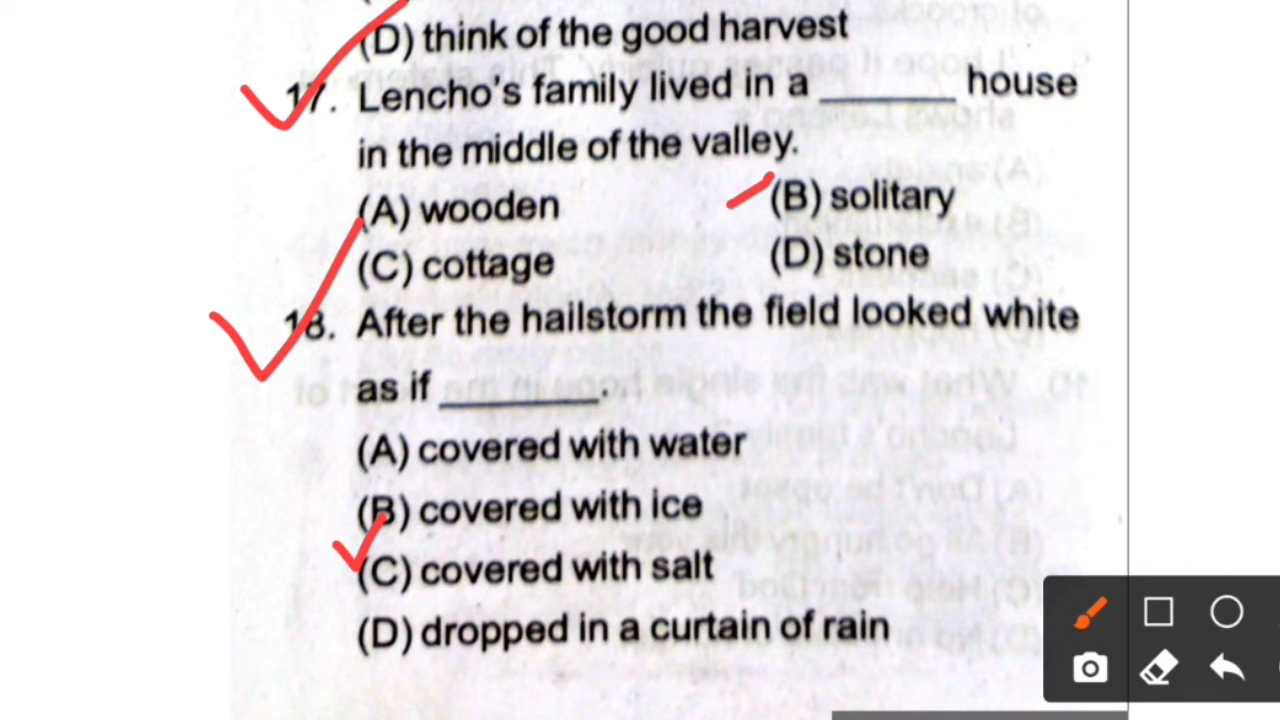 (D) think of the good harvest
17. Lencho's family lived in a ______ house
in the middle of the valley.
(A) wooden (B) solitary
(C) cottage (D) stone
18. After the hailstorm the field looked white
as if ______.
(A) covered with water
(B) covered with ice
(C) covered with salt
(D) dropped in a curtain of rain